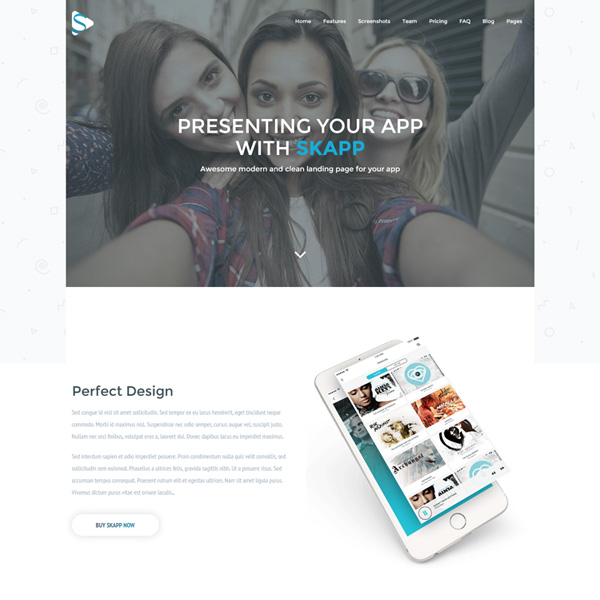 Home Features Screenshots Team Pricing FAQ Blog Pages
PRESENTING YOUR APP
WITH SKAPP
Awesome modern and clean landing page for your app
Perfect Design
Sed congue id elit sit amet sollicitudin. Sed tempor ex eu lacus hendrerit, eget tincidunt neque
commodo. Morbi id maximus nisl. Suspendisse nec odio semper, cursus augue vel, suscipit justo.
Nullam nec orci finibus, volutpat eros a, laoreet dui. Donec dapibus lacus eu imperdiet maximus.
Sed interdum sapien et odio imperdiet posuere. Proin condimentum nulla quis velit convallis, sed
sollicitudin sem euismod. Phasellus a ultrices felis, gravida sagittis nibh. Ut a posuere risus. Sed
accumsan tempus consequat. Praesent rutrum elit et egestas ultrices. Nam sit amet ligula purus.
Vivamus dictum purus vitae est ornare iaculis..
BUY SKAPP NOW